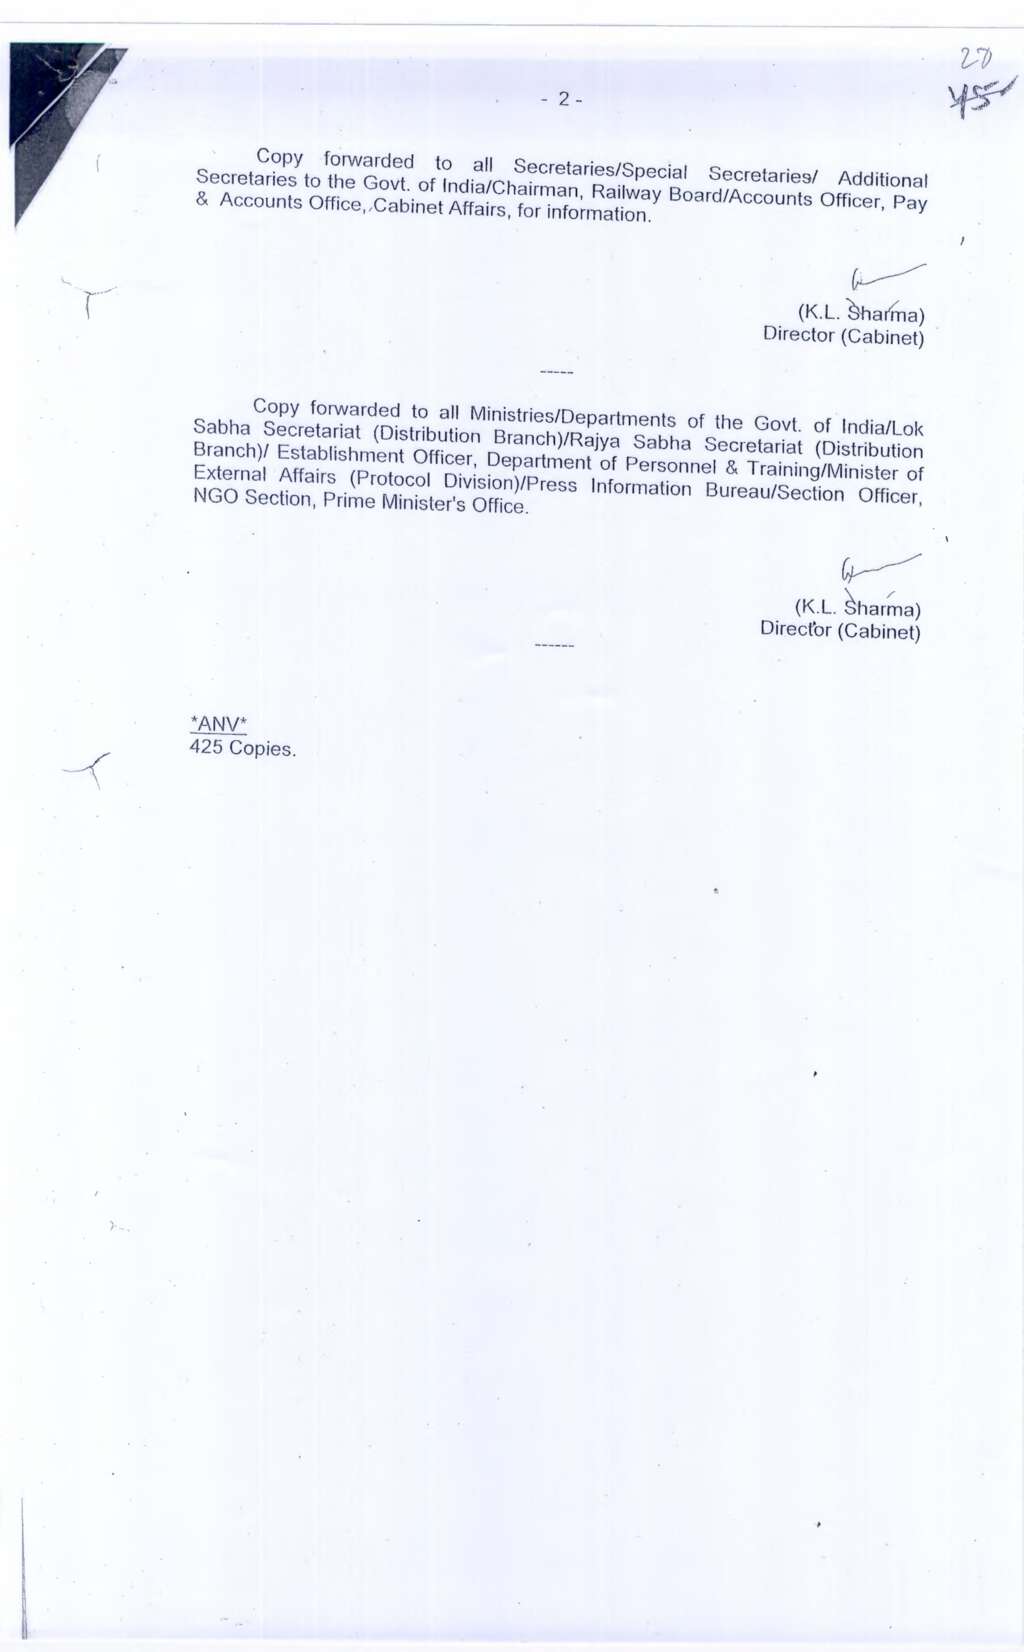 - 2 -
Copy forwarded to all Secretaries/Special Secretaries/ Additional
Secretaries to the Govt. of India/Chairman, Railway Board/Accounts Officer, Pay
& Accounts Office, Cabinet Affairs, for information.
(K.L. Sharma)
Director (Cabinet)
-----
Copy forwarded to all Ministries/Departments of the Govt. of India/Lok
Sabha Secretariat (Distribution Branch)/Rajya Sabha Secretariat (Distribution
Branch)/ Establishment Officer, Department of Personnel & Training/Minister of
External Affairs (Protocol Division)/Press Information Bureau/Section Officer,
NGO Section, Prime Minister's Office.
(K.L. Sharma)
Director (Cabinet)
------
*ANV*
425 Copies.